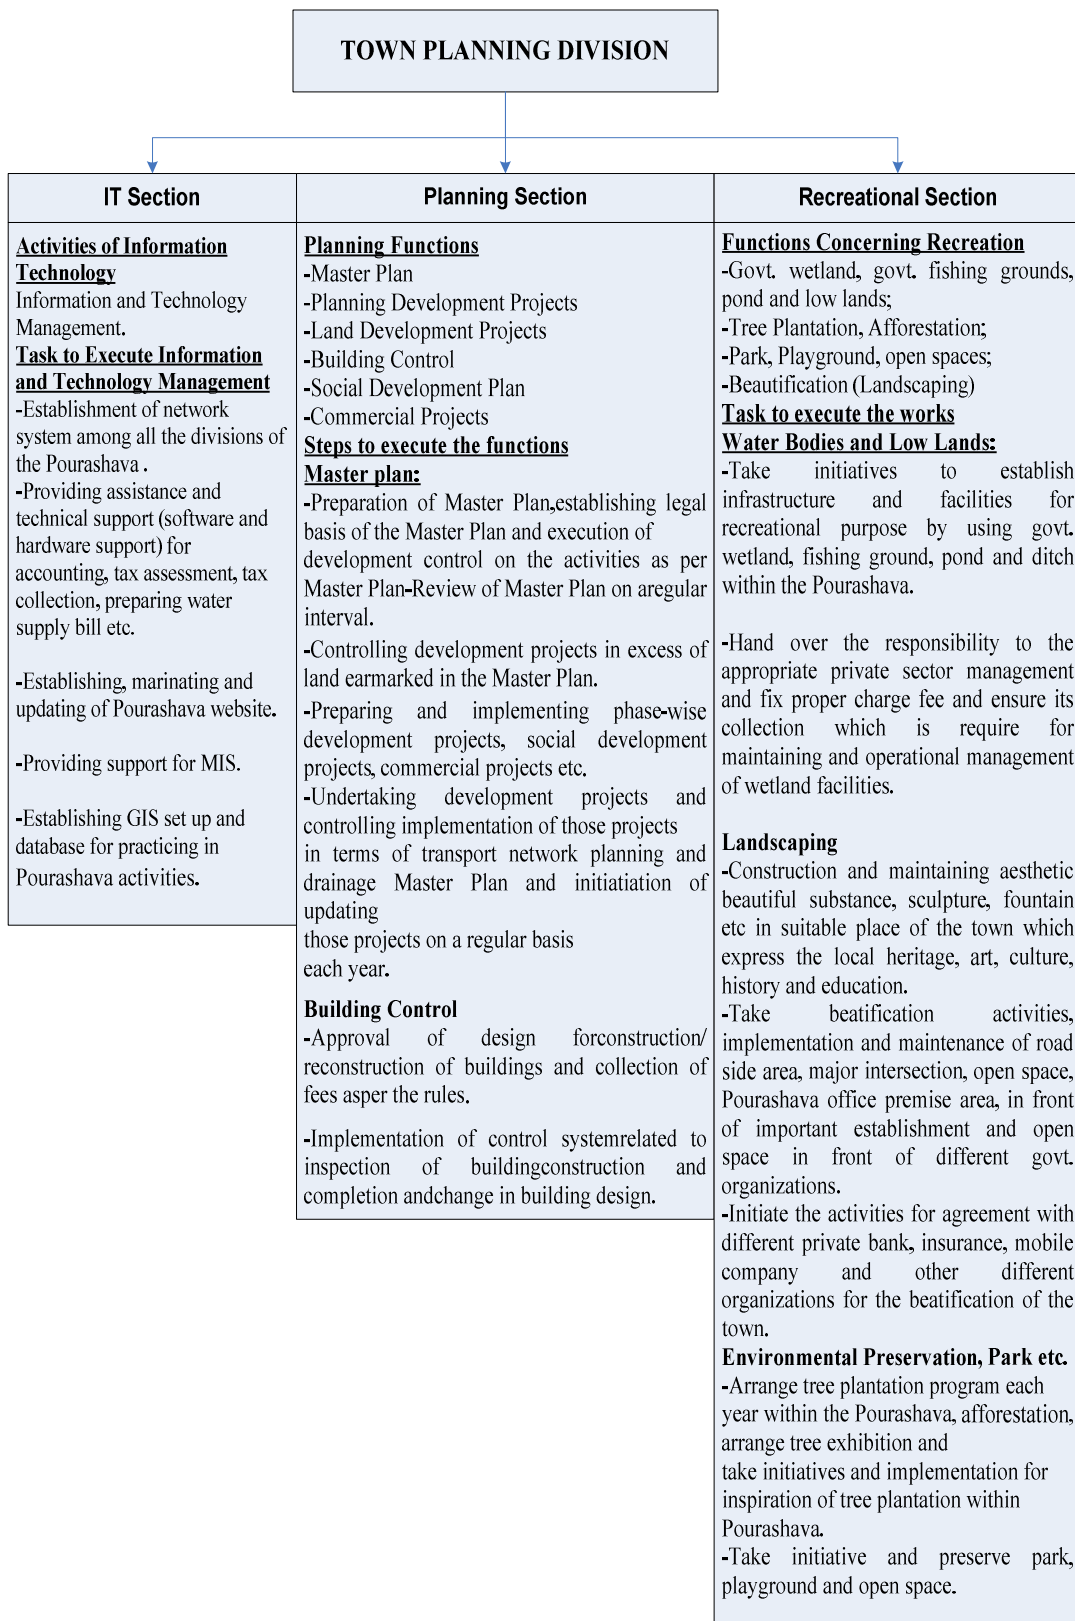 TOWN PLANNING DIVISION
IT Section
Activities of Information
Technology
Information and Technology
Management.
Task to Execute Information
and Technology Management
-Establishment of network
system among all the divisions of
the Pourashava .
-Providing assistance and
technical support (software and
hardware support) for
accounting, tax assessment, tax
collection, preparing water
supply bill etc.
-Establishing, marinating and
updating of Pourashava website.
-Providing support for MIS.
-Establishing GIS set up and
database for practicing in
Pourashava activities.
Planning Section
Planning Functions
-Master Plan
-Planning Development Projects
-Land Development Projects
-Building Control
-Social Development Plan
-Commercial Projects
Steps to execute the functions
Master plan:
-Preparation of Master Plan,establishing legal
basis of the Master Plan and execution of
development control on the activities as per
Master Plan-Review of Master Plan on aregular
interval.
-Controlling development projects in excess of
land earmarked in the Master Plan.
-Preparing and implementing phase-wise
development projects, social development
projects, commercial projects etc.
-Undertaking development projects and
controlling implementation of those projects
in terms of transport network planning and
drainage Master Plan and initiatiation of
updating
those projects on a regular basis
each year.
Building Control
-Approval of design forconstruction/
reconstruction of buildings and collection of
fees asper the rules.
-Implementation of control systemrelated to
inspection of buildingconstruction and
completion andchange in building design.
Recreational Section
Functions Concerning Recreation
-Govt. wetland, govt. fishing grounds,
pond and low lands;
-Tree Plantation, Afforestation;
-Park, Playground, open spaces;
-Beautification (Landscaping)
Task to execute the works
Water Bodies and Low Lands:
-Take initiatives to establish
infrastructure and facilities for
recreational purpose by using govt.
wetland, fishing ground, pond and ditch
within the Pourashava.
-Hand over the responsibility to the
appropriate private sector management
and fix proper charge fee and ensure its
collection which is require for
maintaining and operational management
of wetland facilities.
Landscaping
-Construction and maintaining aesthetic
beautiful substance, sculpture, fountain
etc in suitable place of the town which
express the local heritage, art, culture,
history and education.
-Take beatification activities,
implementation and maintenance of road
side area, major intersection, open space,
Pourashava office premise area, in front
of important establishment and open
space in front of different govt.
organizations.
-Initiate the activities for agreement with
different private bank, insurance, mobile
company and other different
organizations for the beatification of the
town.
Environmental Preservation, Park etc.
-Arrange tree plantation program each
year within the Pourashava, afforestation,
arrange tree exhibition and
take initiatives and implementation for
inspiration of tree plantation within
Pourashava.
-Take initiative and preserve park,
playground and open space.